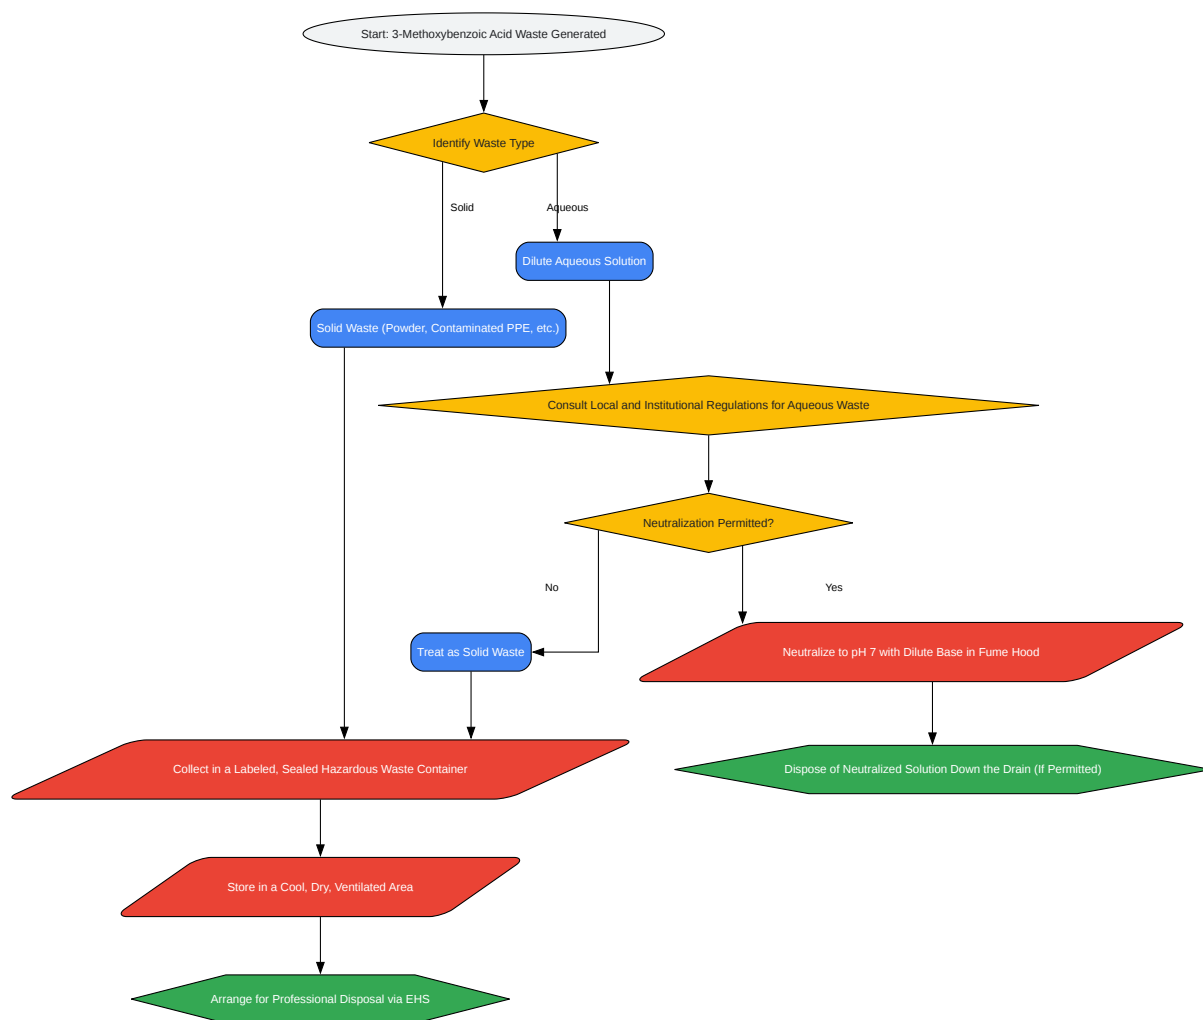 Start: 3-Methoxybenzoic Acid Waste Generated
Identify Waste Type
Solid
Aqueous
Dilute Aqueous Solution
Solid Waste (Powder, Contaminated PPE, etc.)
Consult Local and Institutional Regulations for Aqueous Waste
Neutralization Permitted?
No
Yes
Treat as Solid Waste
Neutralize to pH 7 with Dilute Base in Fume Hood
Collect in a Labeled, Sealed Hazardous Waste Container
Dispose of Neutralized Solution Down the Drain (If Permitted)
Store in a Cool, Dry, Ventilated Area
Arrange for Professional Disposal via EHS